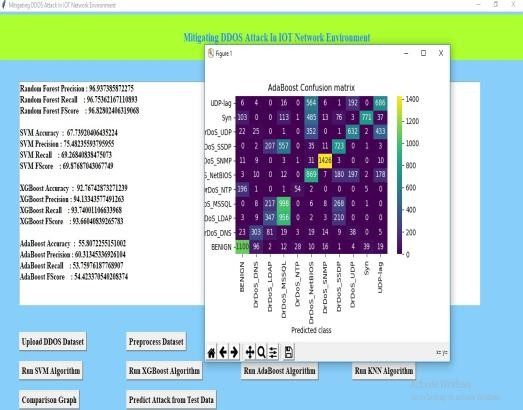 Mitigating DDOS Attack In IOT Network Environment
Mitigating DDOS Attack In IOT Network Environment
Random Forest Precision : 96.937385872275
Random Forest Recall : 96.753621671108​93
Random Forest FScore : 96.82802406319068
SVM Accuracy : 67.73920406435224
SVM Precision : 75.4823593795955
SVM Recall : 69.26840838475073
SVM FScore : 69.87687043067749
XGBoost Accuracy : 92.76742873271239
XGBoost Precision : 94.13343577491263
XGBoost Recall : 93.74001106633968
XGBoost FScore : 93.66040839265783
AdaBoost Accuracy : 55.8072255151002
AdaBoost Precision : 60.31345326926104
AdaBoost Recall : 53.75976187768907
AdaBoost FScore : 54.423370540208374
Figure 1
AdaBoost Confusion matrix
UDP-lag 6 4 0 16 0 564 6 1 192 0 686
Syn 103 0 0 113 1 485 13 76 3 771 37
rDoS_UDP 22 25 0 1 0 352 0 1 632 2 433
DoS_SSDP 0 2 207 557 0 35 11 723 0 1 3
DoS_SNMP 11 9 0 3 1 31 1426 3 0 0 10
S_NetBIOS 3 10 0 12 0 869 7 180 197 2 178
rDoS_NTP 196 1 0 1 54 2 0 0 0 5 0
S_MSSQL 0 8 217 998 0 6 8 268 0 1 0
DoS_LDAP 3 9 347 956 0 2 3 210 0 0 0
rDoS_DNS 23 303 81 19 3 19 14 9 38 0 5
BENIGN 1100 96 2 12 28 10 16 1 4 39 19
BENIGN
DrDoS_DNS
DrDoS_LDAP
DrDoS_MSSQL
DrDoS_NTP
DrDoS_NetBIOS
DrDoS_SNMP
DrDoS_SSDP
DrDoS_UDP
Syn
UDP-lag
Predicted class
1400
1200
1000
800
600
400
200
0
x= y=
Upload DDOS Dataset
Preprocess Dataset
Run SVM Algorithm
Run XGBoost Algorithm
Run AdaBoost Algorithm
Run KNN Algorithm
Comparison Graph
Predict Attack from Test Data
Activate Windows
Go to Settings to activate Windows.